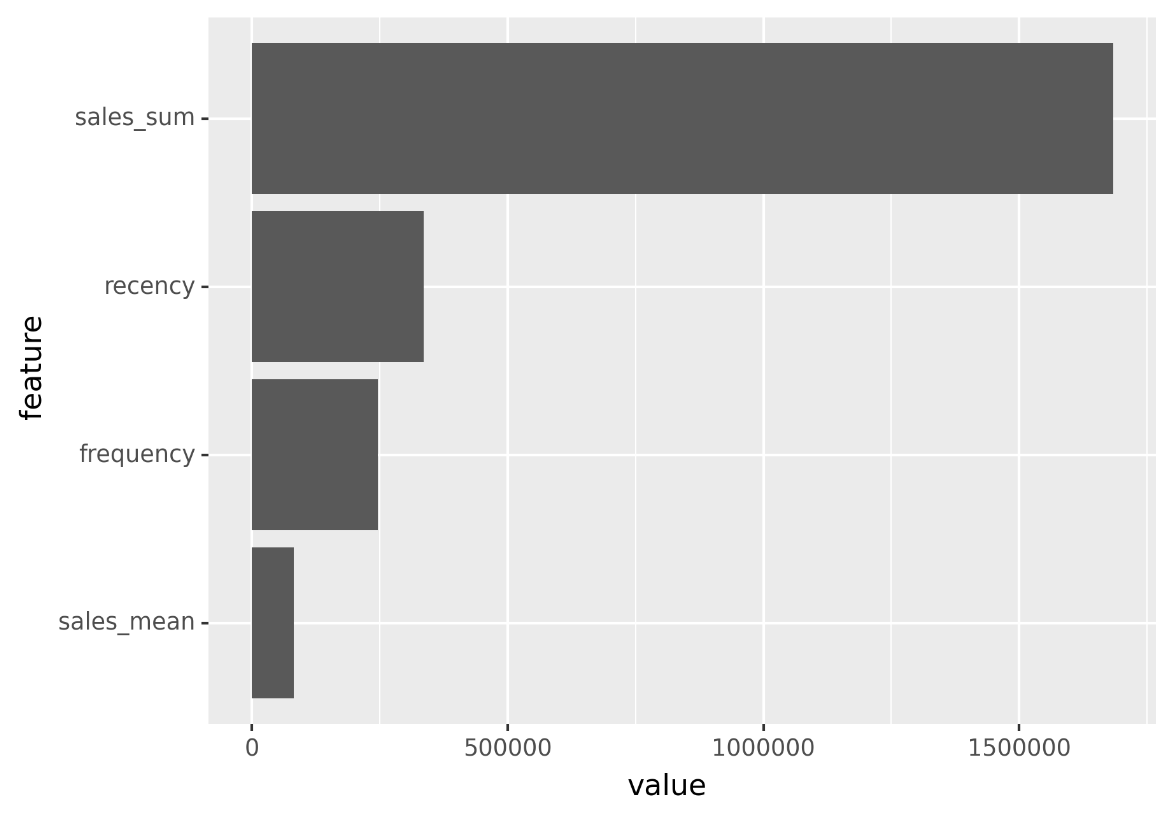 feature
sales_sum
recency
frequency
sales_mean
0 500000 1000000 1500000
value